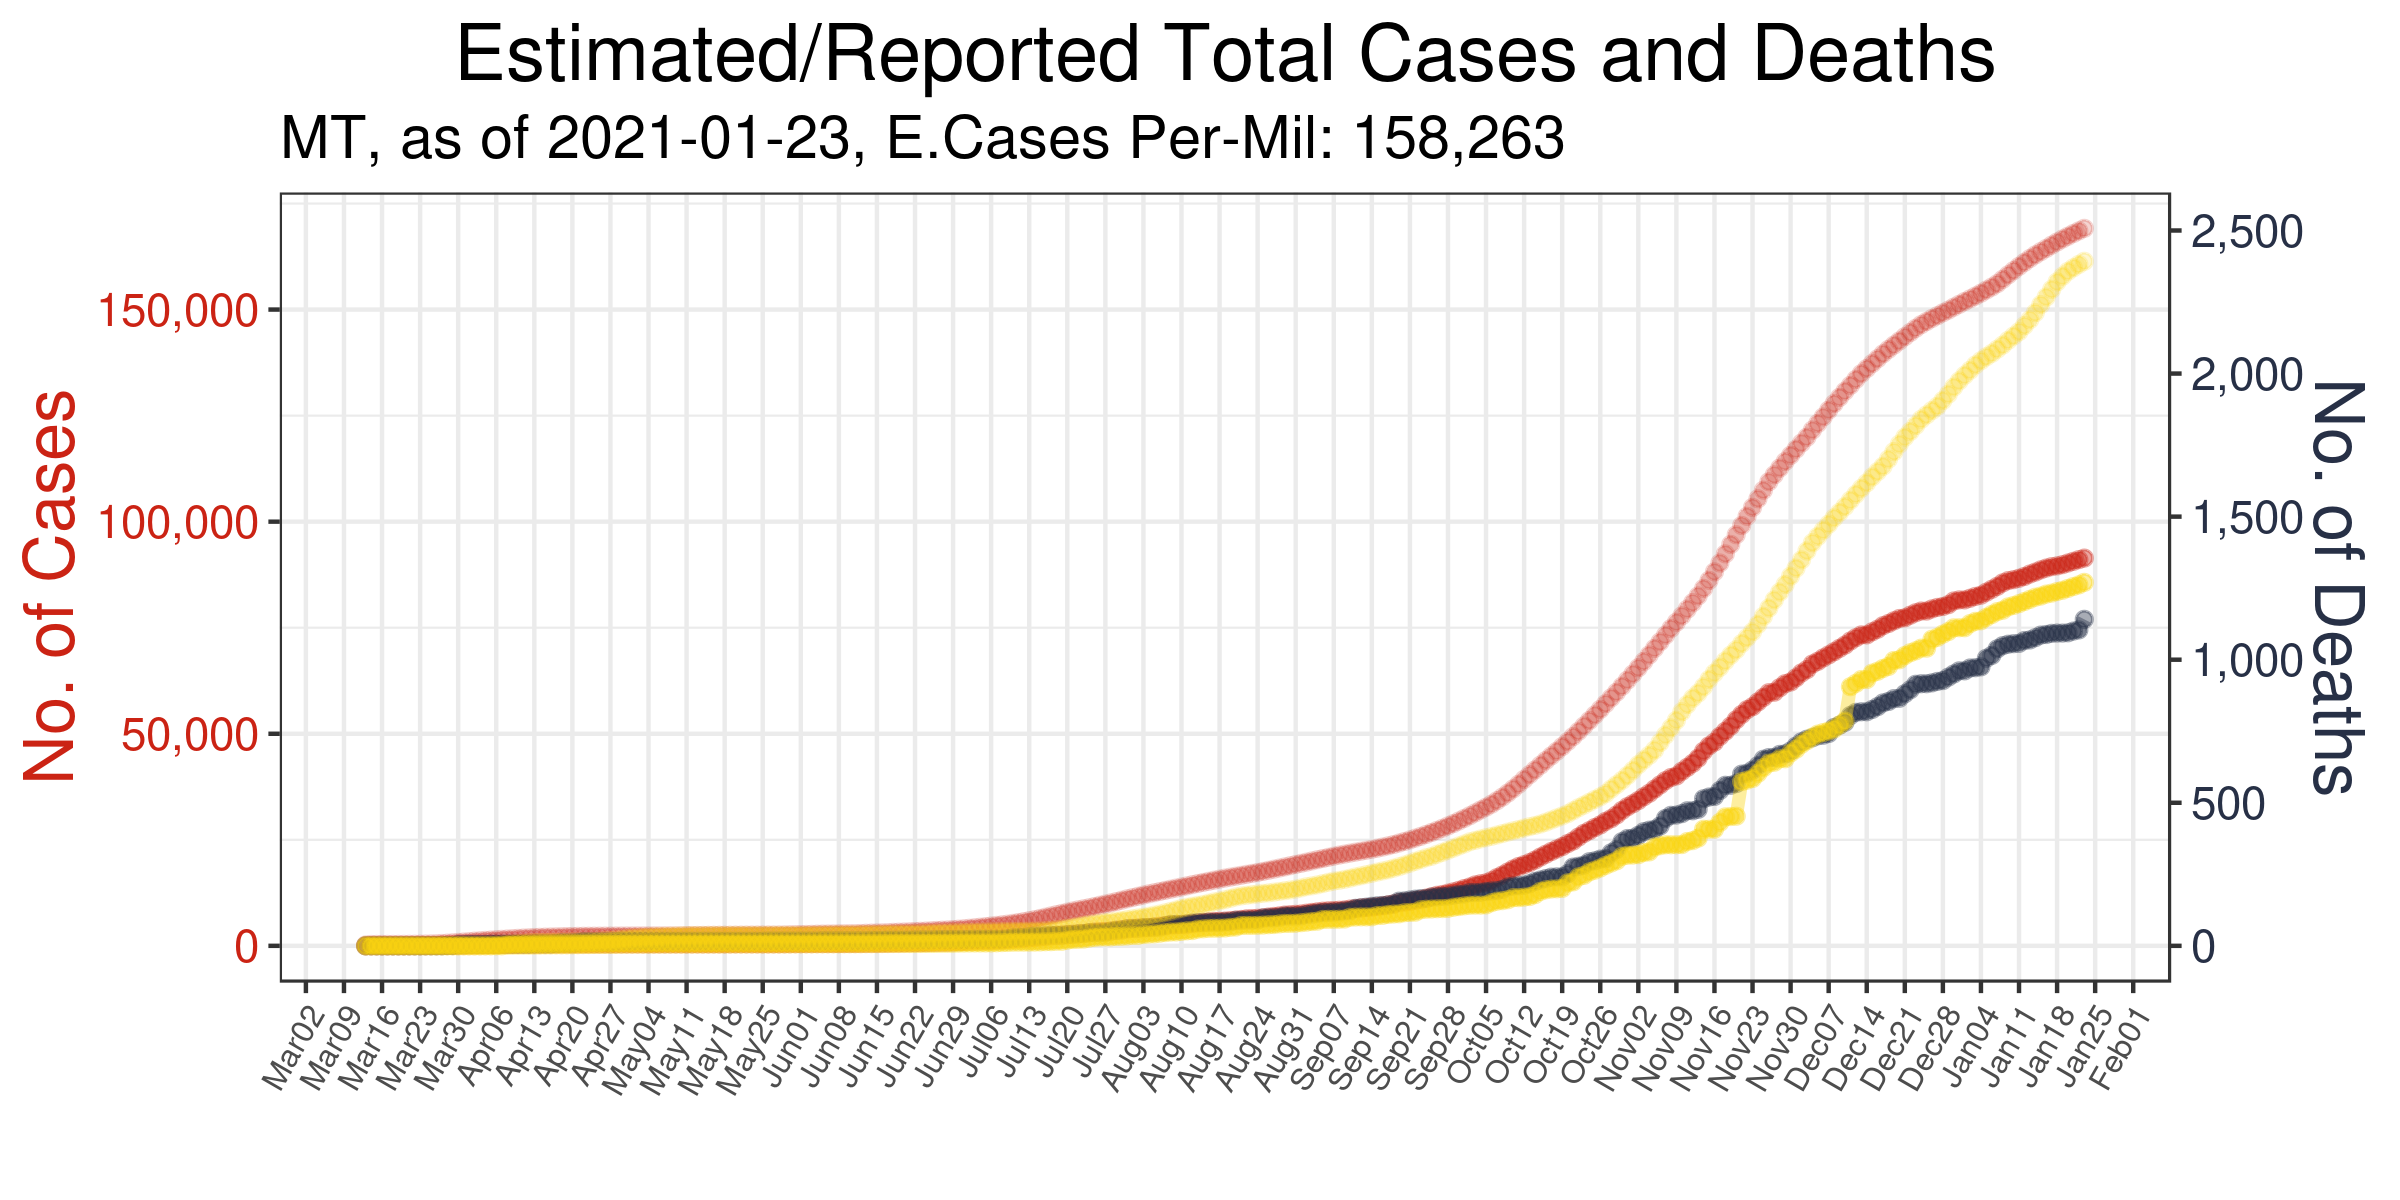 Estimated/Reported Total Cases and Deaths
MT, as of 2021-01-23, E.Cases Per-Mil: 158,263
No. of Cases
150,000
100,000
50,000
0
2,500
2,000
1,500
1,000
500
0
No. of Deaths
Mar02
Mar09
Mar16
Mar23
Mar30
Apr06
Apr13
Apr20
Apr27
May04
May11
May18
May25
Jun01
Jun08
Jun15
Jun22
Jun29
Jul06
Jul13
Jul20
Jul27
Aug03
Aug10
Aug17
Aug24
Aug31
Sep07
Sep14
Sep21
Sep28
Oct05
Oct12
Oct19
Oct26
Nov02
Nov09
Nov16
Nov23
Nov30
Dec07
Dec14
Dec21
Dec28
Jan04
Jan11
Jan18
Jan25
Feb01